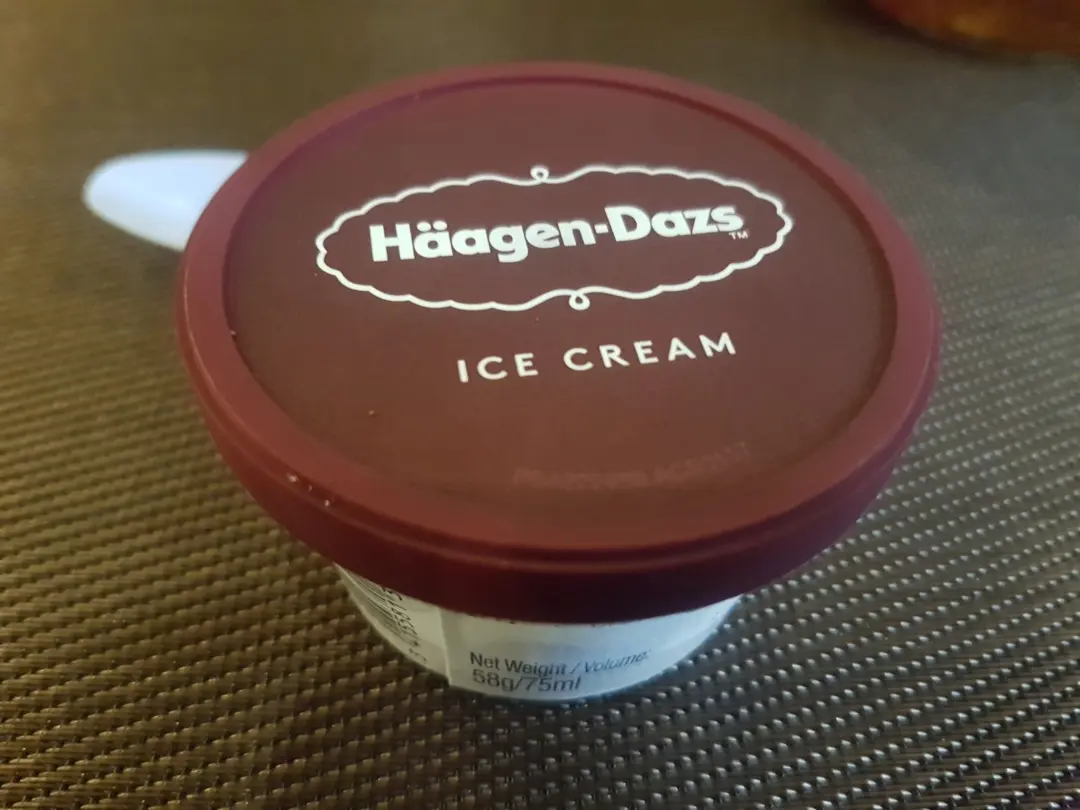 Häagen-Dazs™
ICE CREAM
Net Weight / Volume:
58g/75ml